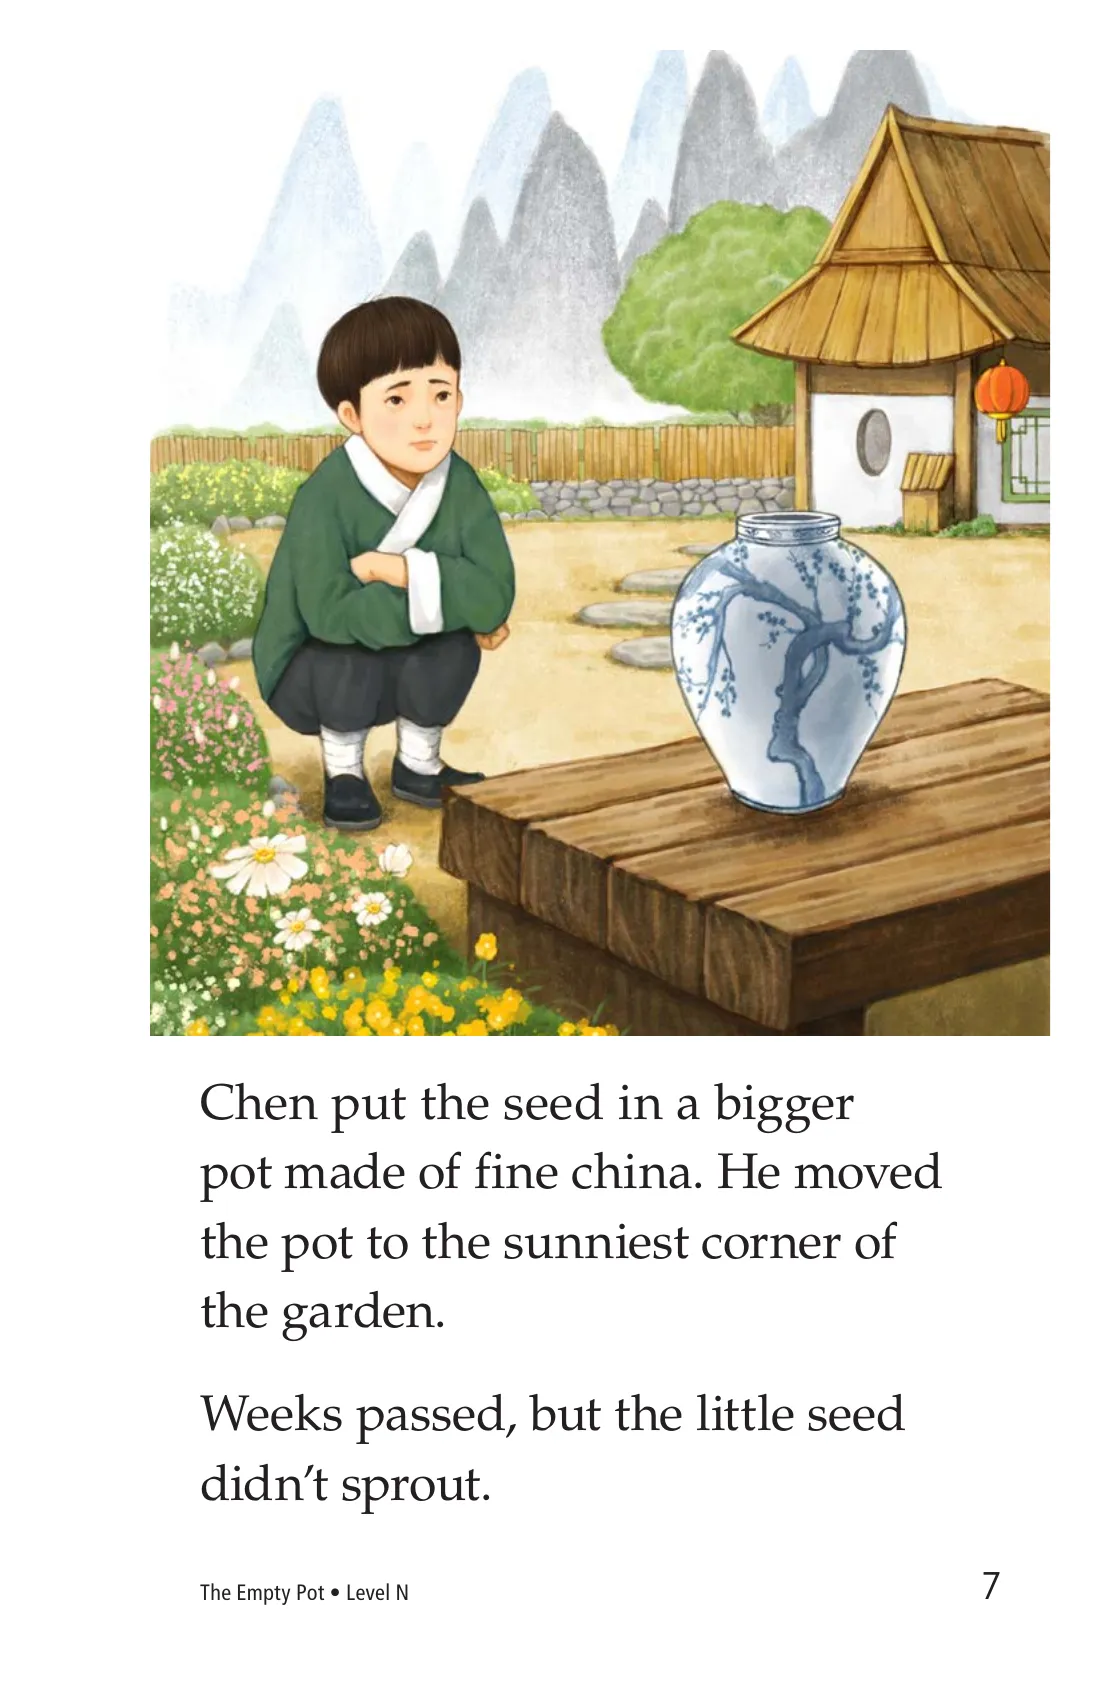 Chen put the seed in a bigger
pot made of fine china. He moved
the pot to the sunniest corner of
the garden.
Weeks passed, but the little seed
didn’t sprout.
The Empty Pot • Level N
7